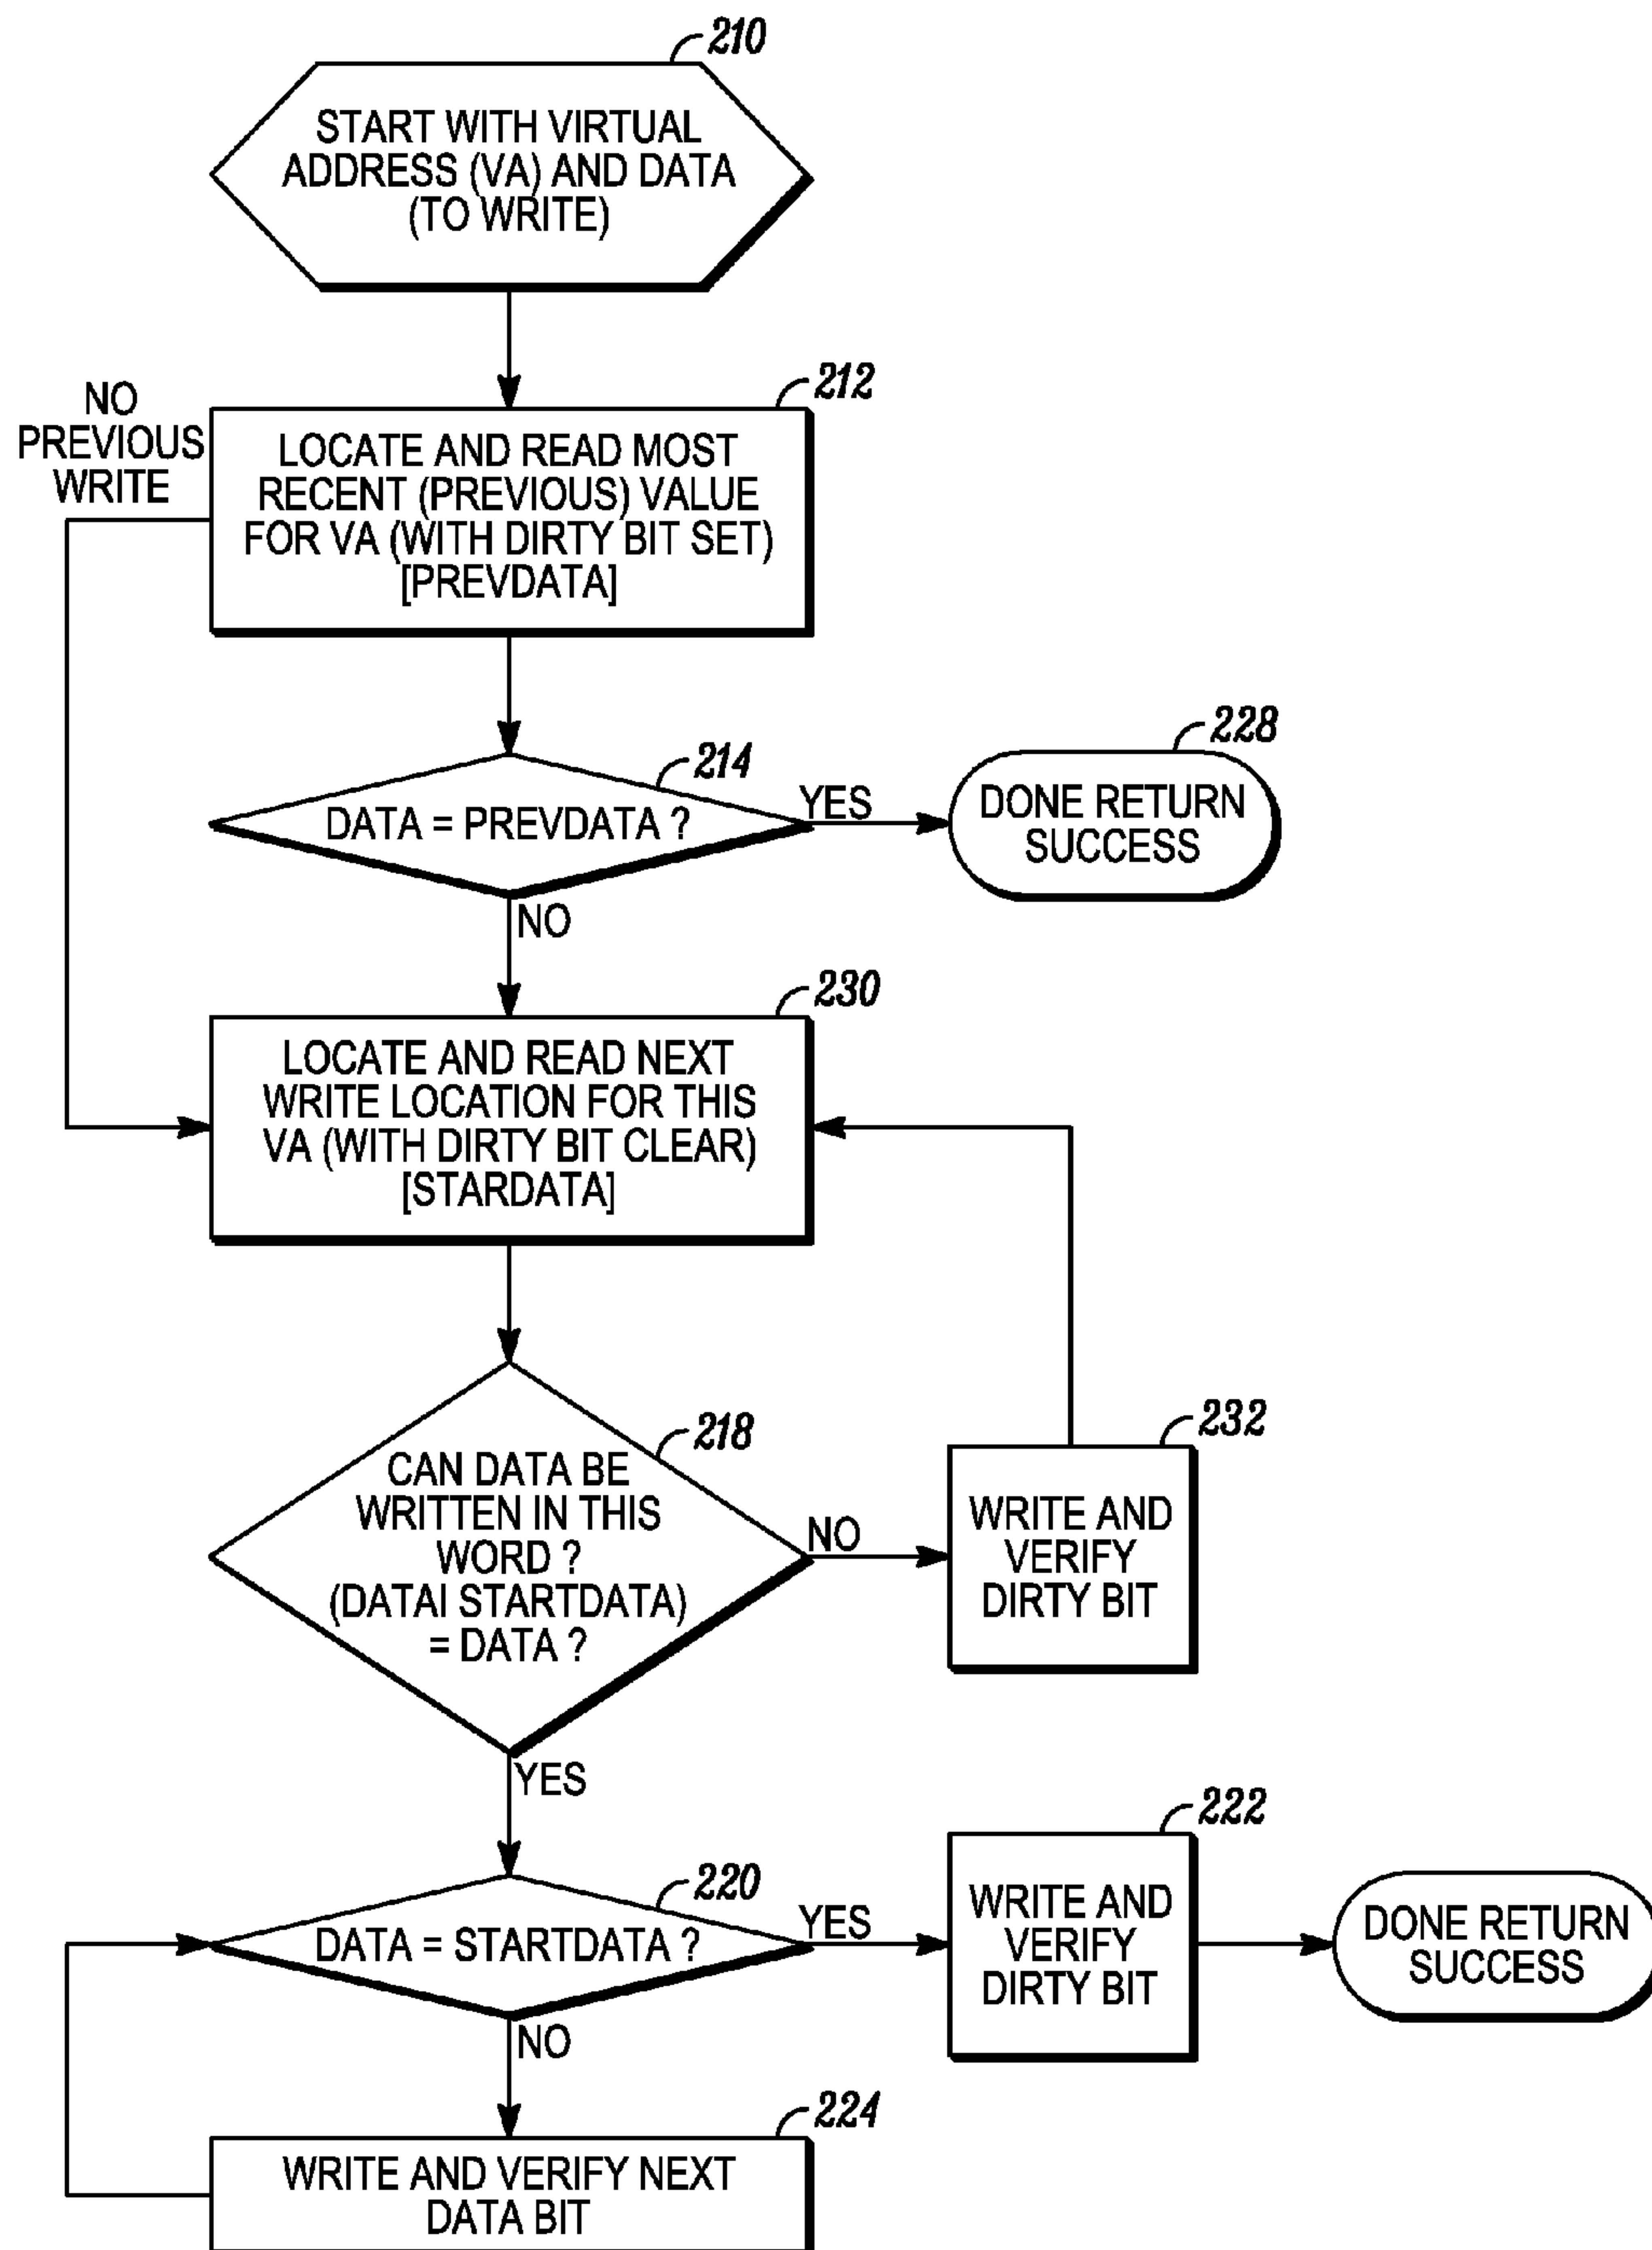 210
START WITH VIRTUAL
ADDRESS (VA) AND DATA
(TO WRITE)
NO
PREVIOUS
WRITE
212
LOCATE AND READ MOST
RECENT (PREVIOUS) VALUE
FOR VA (WITH DIRTY BIT SET)
[PREVDATA]
214
DATA = PREVDATA ?
YES
228
DONE RETURN
SUCCESS
NO
230
LOCATE AND READ NEXT
WRITE LOCATION FOR THIS
VA (WITH DIRTY BIT CLEAR)
[STARDATA]
218
CAN DATA BE
WRITTEN IN THIS
WORD ?
(DATAI STARTDATA)
= DATA ?
NO
232
WRITE AND
VERIFY
DIRTY BIT
YES
220
DATA = STARTDATA ?
YES
222
WRITE AND
VERIFY
DIRTY BIT
DONE RETURN
SUCCESS
NO
224
WRITE AND VERIFY NEXT
DATA BIT